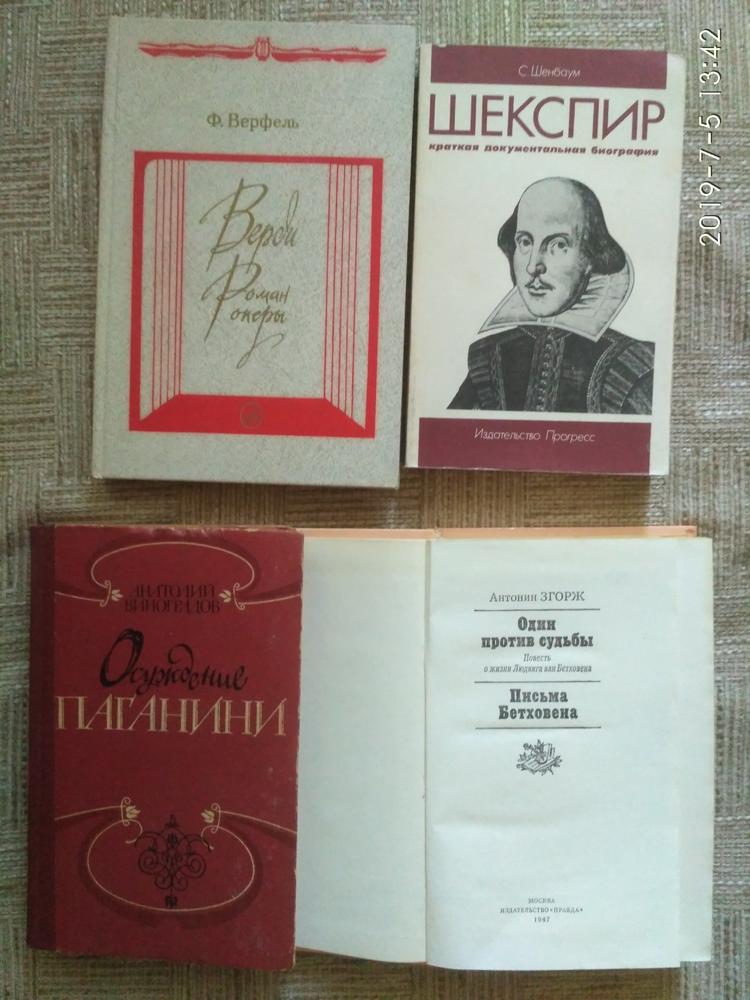 Ф. Верфель
Верди
Роман
оперы
С. Шенбаум
ШЕКСПИР
краткая документальная биография
Издательство Прогресс
2019-7-5 13:42
АНАТОЛИЙ
ВИНОГРАДОВ
Осуждение
ПАГАНИНИ
Антонин ЗГОРЖ
Один
против судьбы
Повесть
о жизни Людвига ван Бетховена
Письма
Бетховена
МОСКВА
ИЗДАТЕЛЬСТВО «ПРАВДА»
1987